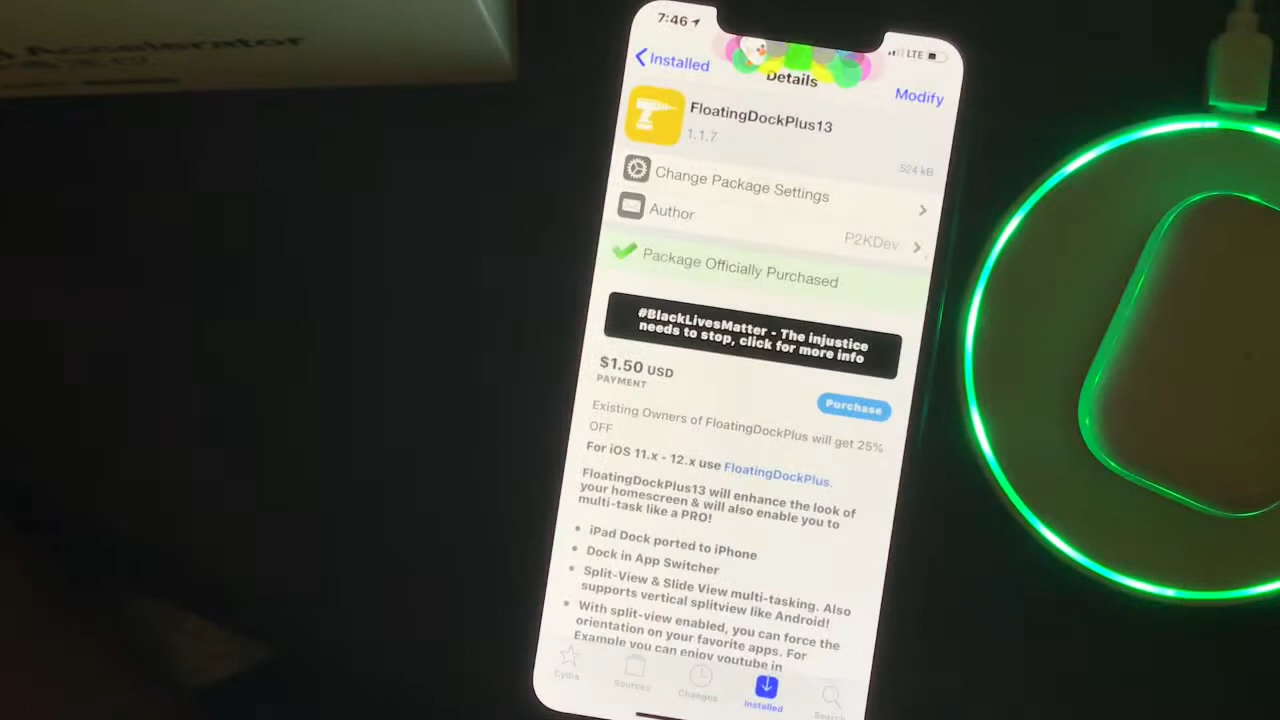 Accelerator
7:46
LTE
Installed
Details
Modify
FloatingDockPlus13
1.1.7
524 kB
Change Package Settings
Author
P2KDev
Package Officially Purchased
#BlackLivesMatter - The injustice
needs to stop, click for more info
$1.50 USD
PAYMENT
Purchase
Existing Owners of FloatingDockPlus will get 25%
OFF
For iOS 11.x - 12.x use FloatingDockPlus.
FloatingDockPlus13 will enhance the look of
your homescreen & will also enable you to
multi-task like a PRO!
• iPad Dock ported to iPhone
• Dock in App Switcher
• Split-View & Slide View multi-tasking. Also
supports vertical splitview like Android!
• With split-view enabled, you can force the
orientation on your favorite apps. For
Example you can enjoy youtube in
Cydia
Sources
Changes
Installed
Search